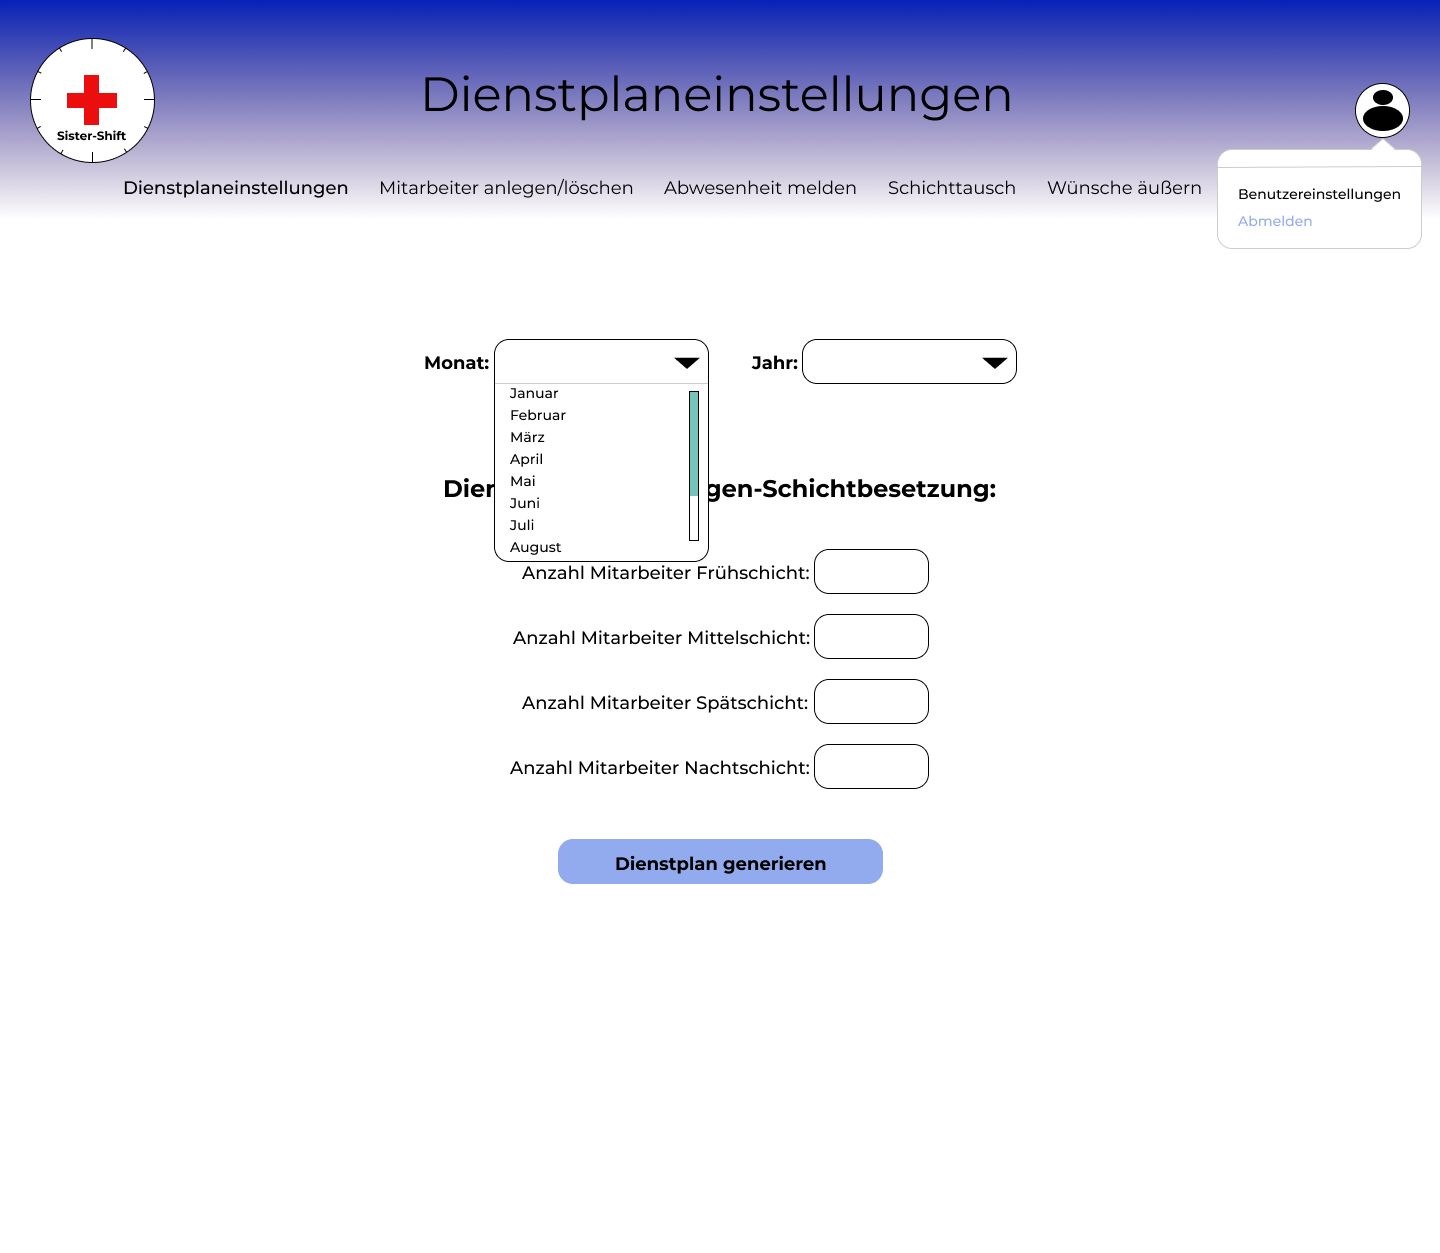 Dienstplaneinstellungen
Sister-Shift
Dienstplaneinstellungen Mitarbeiter anlegen/löschen Abwesenheit melden Schichttausch Wünsche äußern
Benutzereinstellungen
Abmelden
Monat:
Jahr:
Januar
Februar
März
April
Mai
Juni
Juli
August
gen-Schichtbesetzung:
Anzahl Mitarbeiter Frühschicht:
Anzahl Mitarbeiter Mittelschicht:
Anzahl Mitarbeiter Spätschicht:
Anzahl Mitarbeiter Nachtschicht:
Dienstplan generieren